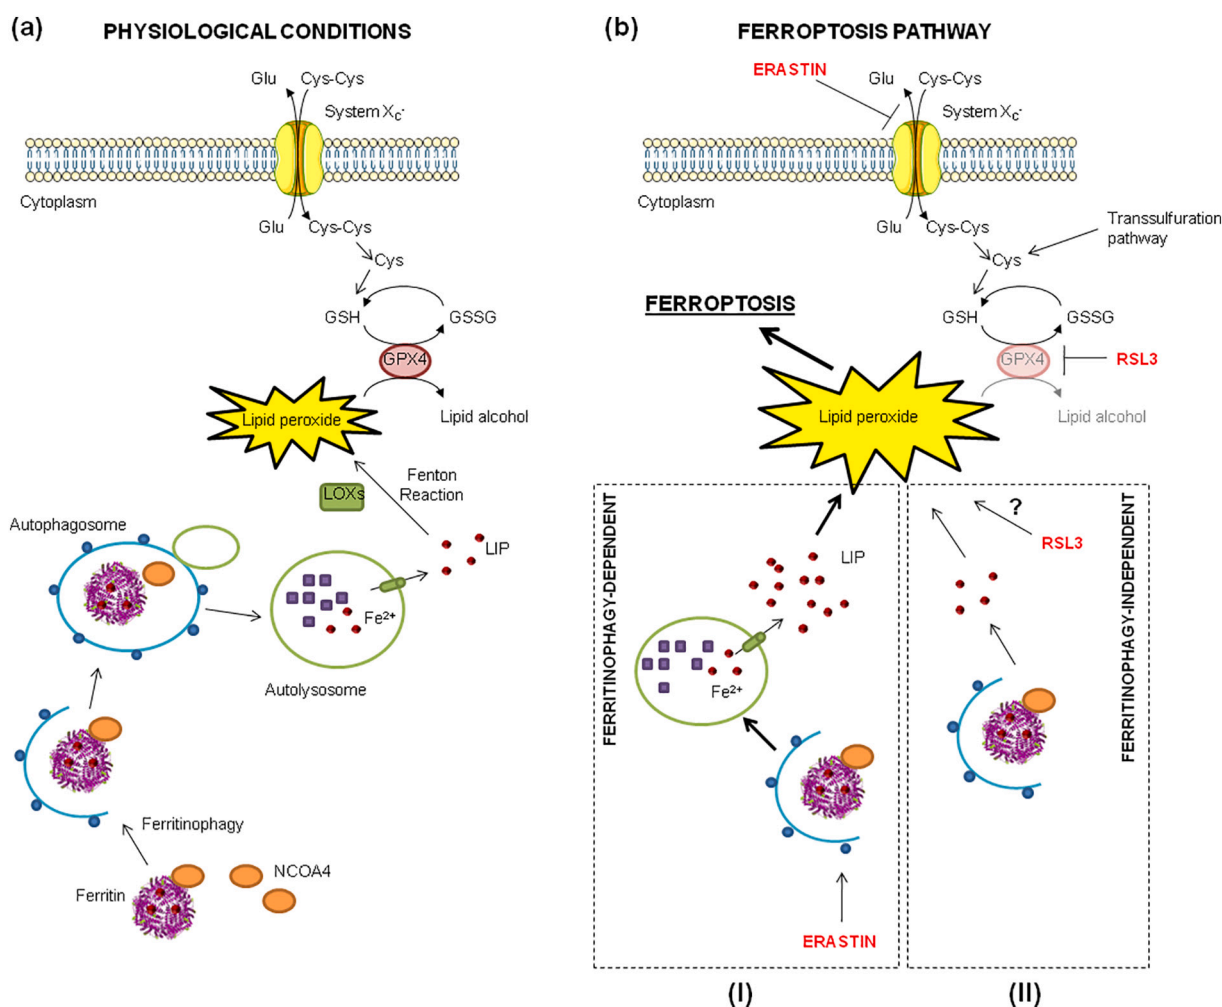 (a)
PHYSIOLOGICAL CONDITIONS
Glu
Cys-Cys
System Xc-
Cytoplasm
Glu
Cys-Cys
Cys
GSH
GSSG
GPX4
Lipid peroxide
Lipid alcohol
LOXs
Fenton
Reaction
Autophagosome
LIP
Fe2+
Autolysosome
Ferritinophagy
NCOA4
Ferritin
(b)
FERROPTOSIS PATHWAY
ERASTIN
Glu
Cys-Cys
System Xc-
Cytoplasm
Glu
Cys-Cys
Transsulfuration
pathway
Cys
FERROPTOSIS
GSH
GSSG
GPX4
RSL3
Lipid peroxide
Lipid alcohol
FERRITINOPHAGY-DEPENDENT
LIP
Fe2+
ERASTIN
(I)
?
RSL3
FERRITINOPHAGY-INDEPENDENT
(II)